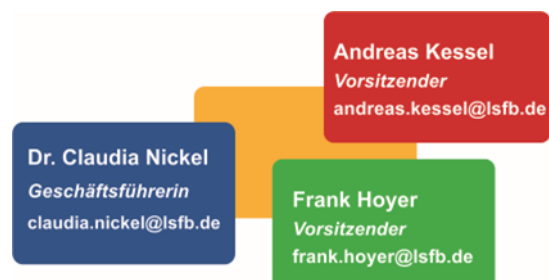 Andreas Kessel
Vorsitzender
andreas.kessel@lsfb.de
Dr. Claudia Nickel
Geschäftsführerin
claudia.nickel@lsfb.de
Frank Hoyer
Vorsitzender
frank.hoyer@lsfb.de